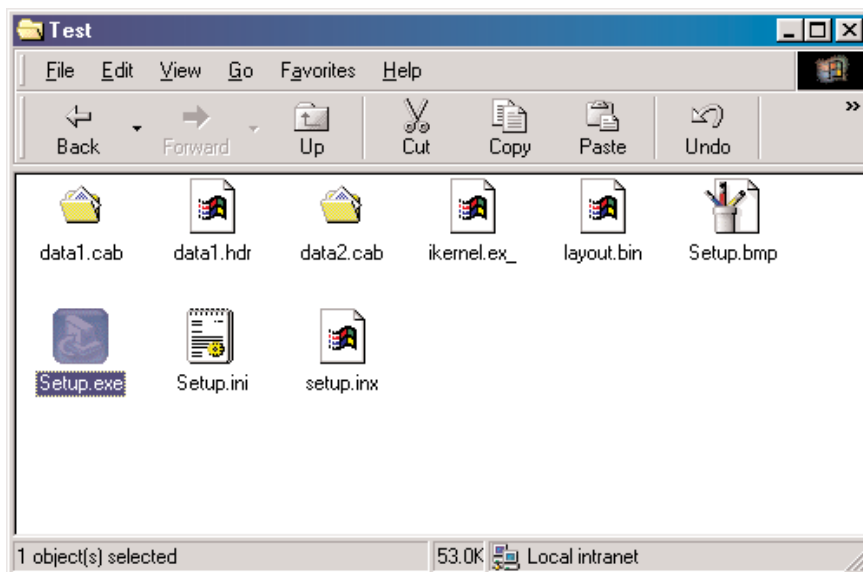 Test
File Edit View Go Favorites Help
Back Forward Up Cut Copy Paste Undo »
data1.cab data1.hdr data2.cab ikernel.ex_ layout.bin Setup.bmp
Setup.exe Setup.ini setup.inx
1 object(s) selected 53.0K Local intranet